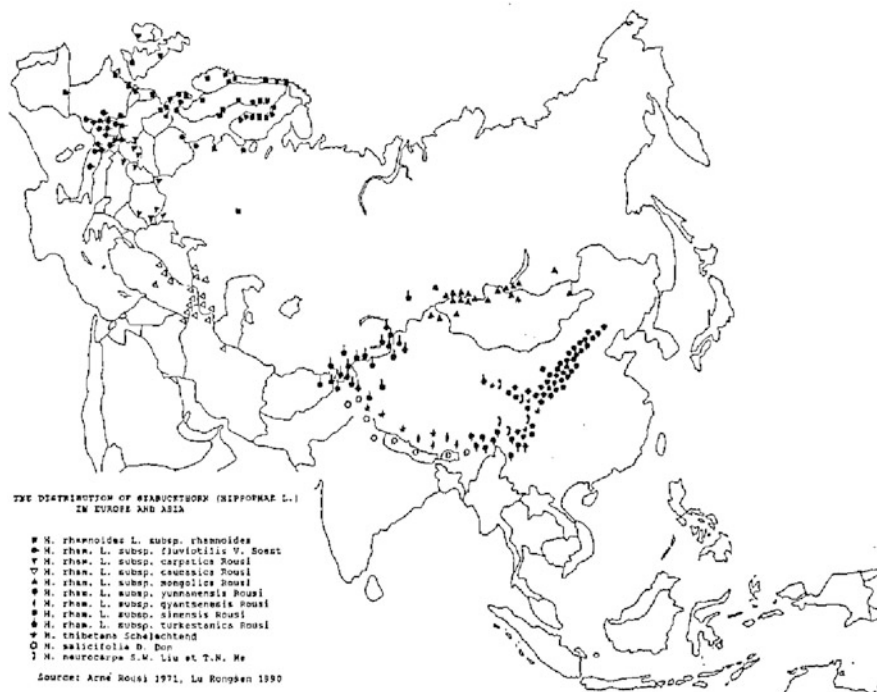 THE DISTRIBUTION OF SEABUCKTHORN (HIPPOPHAE L.)
IN EUROPE AND ASIA
H. rhamnoides L. subsp. rhamnoides
H. rham. L. subsp. fluviatilis V. Soest
H. rham. L. subsp. carpatica Rousi
H. rham. L. subsp. caucasica Rousi
H. rham. L. subsp. mongolica Rousi
H. rham. L. subsp. yunnanensis Rousi
H. rham. L. subsp. gyantsensis Rousi
H. rham. L. subsp. sinensis Rousi
H. rham. L. subsp. turkestanica Rousi
H. thibetana Schelechtend
H. salicifolia D. Don
H. neurocarpa S.W. Liu et T.N. He
Source: Arne Rousi 1971, Lu Rongsen 1990